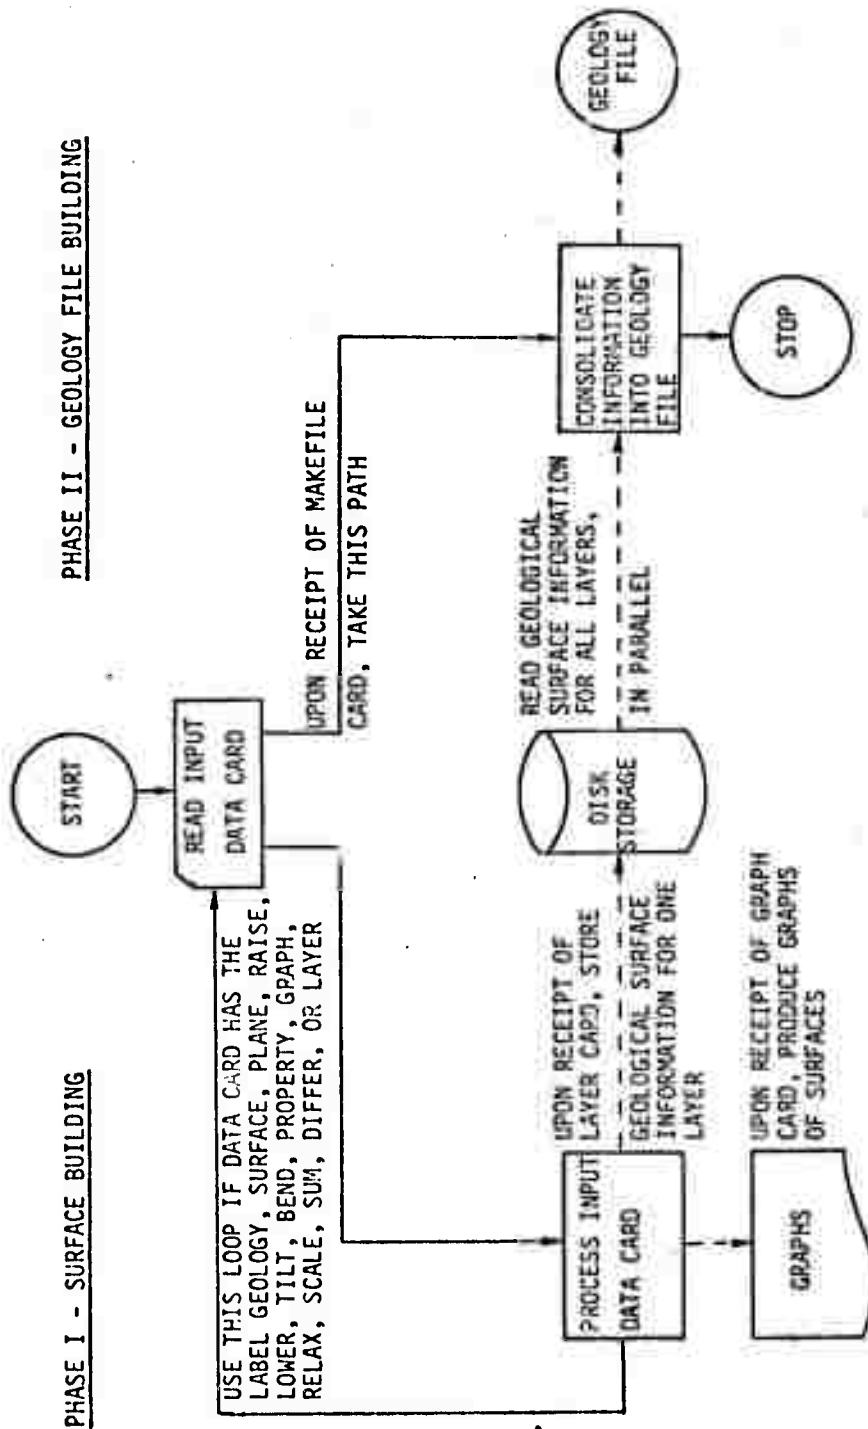 PHASE I - SURFACE BUILDING
PHASE II - GEOLOGY FILE BUILDING
START
READ INPUT
DATA CARD
USE THIS LOOP IF DATA CARD HAS THE
LABEL GEOLOGY, SURFACE, PLANE, RAISE,
LOWER, TILT, BEND, PROPERTY, GRAPH,
RELAX, SCALE, SUM, DIFFER, OR LAYER
UPON RECEIPT OF MAKEFILE
CARD, TAKE THIS PATH
PROCESS INPUT
DATA CARD
UPON RECEIPT OF
LAYER CARD, STORE
GEOLOGICAL SURFACE
INFORMATION FOR ONE
LAYER
DISK
STORAGE
READ GEOLOGICAL
SURFACE INFORMATION
FOR ALL LAYERS,
IN PARALLEL
CONSOLIDATE
INFORMATION
INTO GEOLOGY
FILE
GEOLOGY
FILE
GRAPHS
UPON RECEIPT OF GRAPH
CARD, PRODUCE GRAPHS
OF SURFACES
STOP